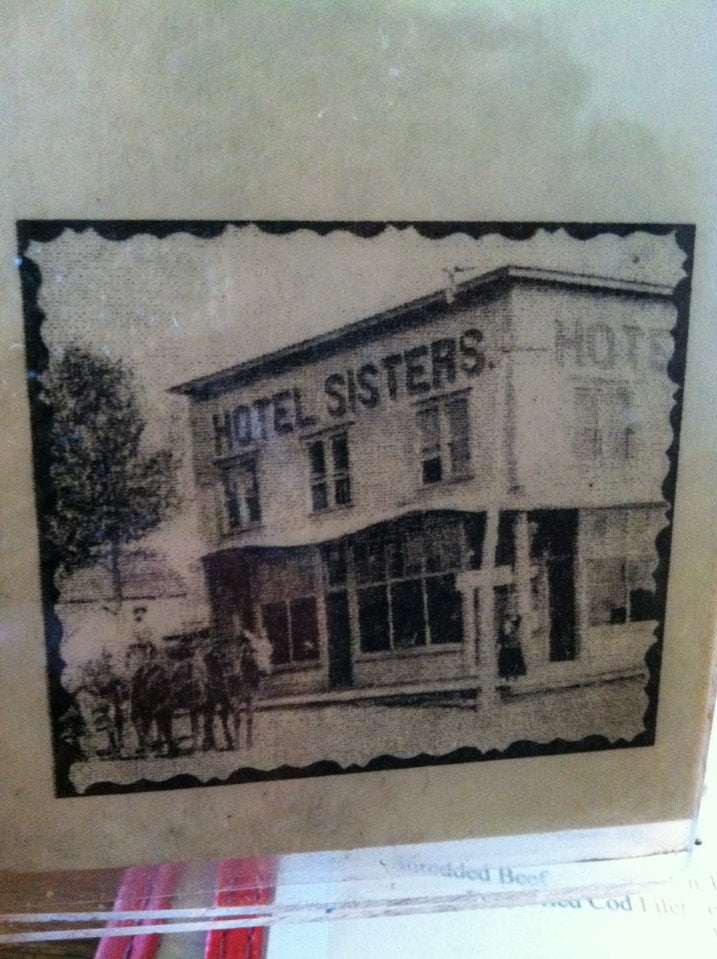 HOTEL SISTERS.
HOTE
Shredded Beef
Cod Filet